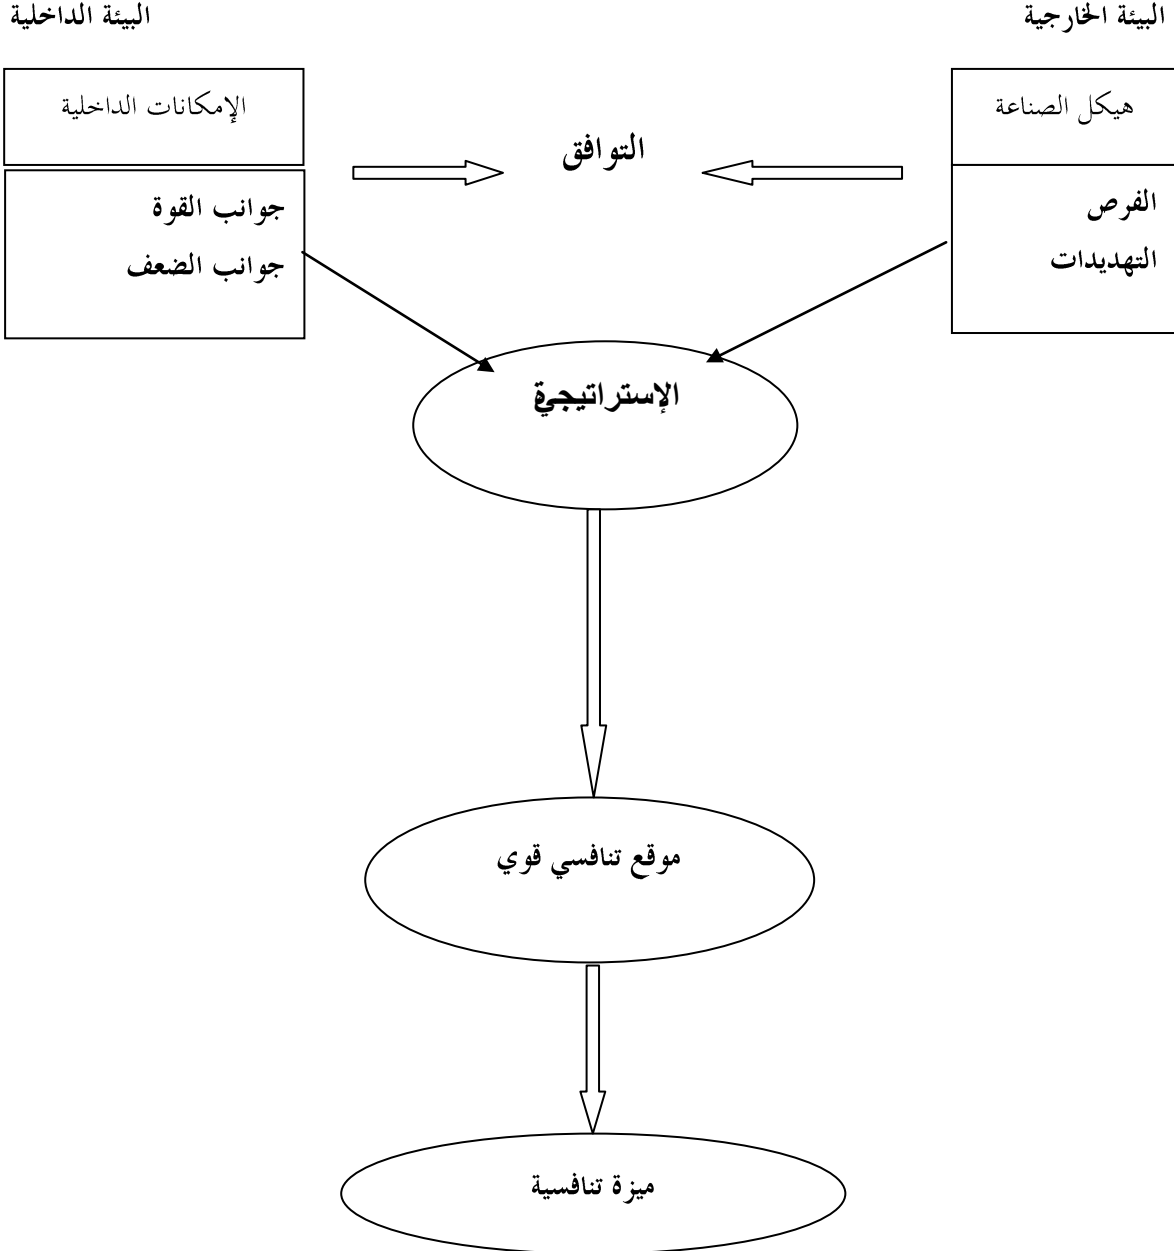 البيئة الخارجية
البيئة الداخلية
هيكل الصناعة
الإمكانات الداخلية
التوافق
الفرص
التهديدات
جوانب القوة
جوانب الضعف
الإستراتيجية
موقع تنافسي قوي
ميزة تنافسية